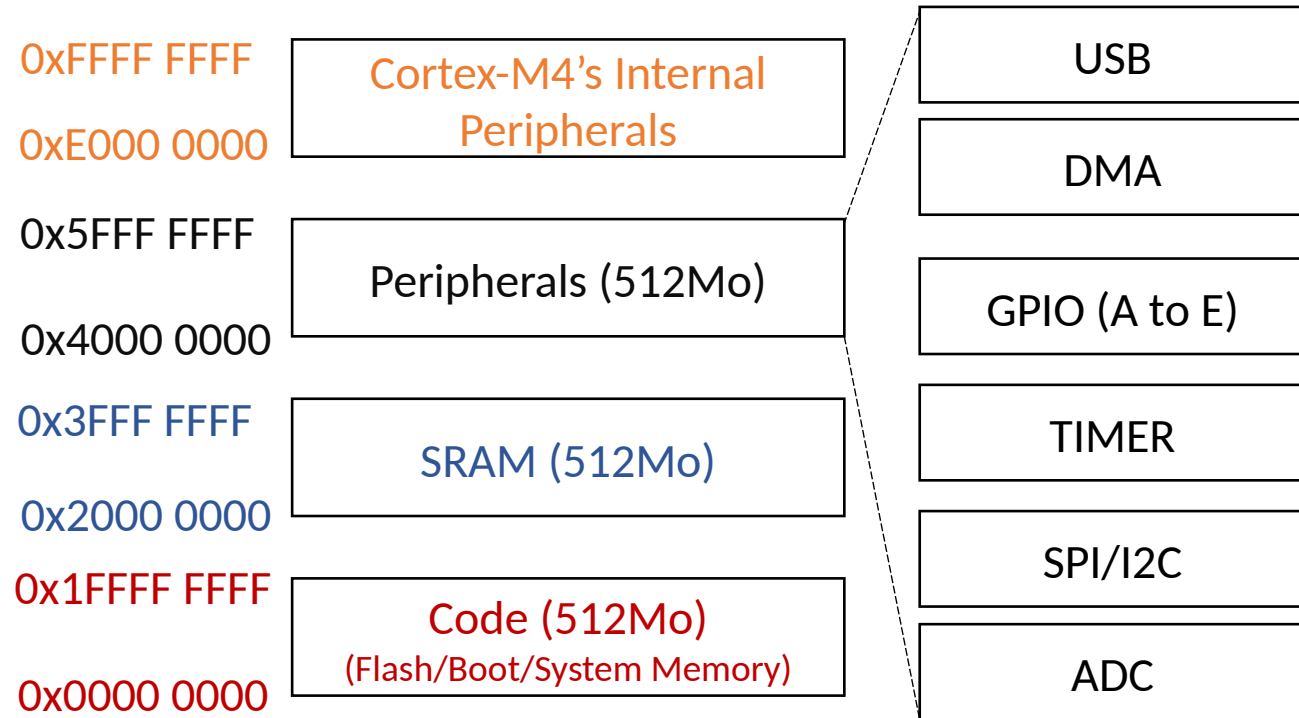 0xFFFF FFFF
0xE000 0000
Cortex-M4’s Internal
Peripherals
0x5FFF FFFF
0x4000 0000
Peripherals (512Mo)
0x3FFF FFFF
0x2000 0000
SRAM (512Mo)
0x1FFFF FFFF
0x0000 0000
Code (512Mo)
(Flash/Boot/System Memory)
USB
DMA
GPIO (A to E)
TIMER
SPI/I2C
ADC